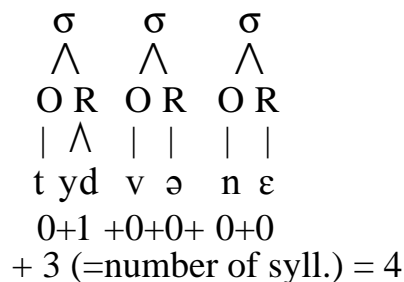 σ σ σ
O R O R O R
t yd v ə n ɛ
0+1 +0+0+ 0+0
+ 3 (=number of syll.) = 4